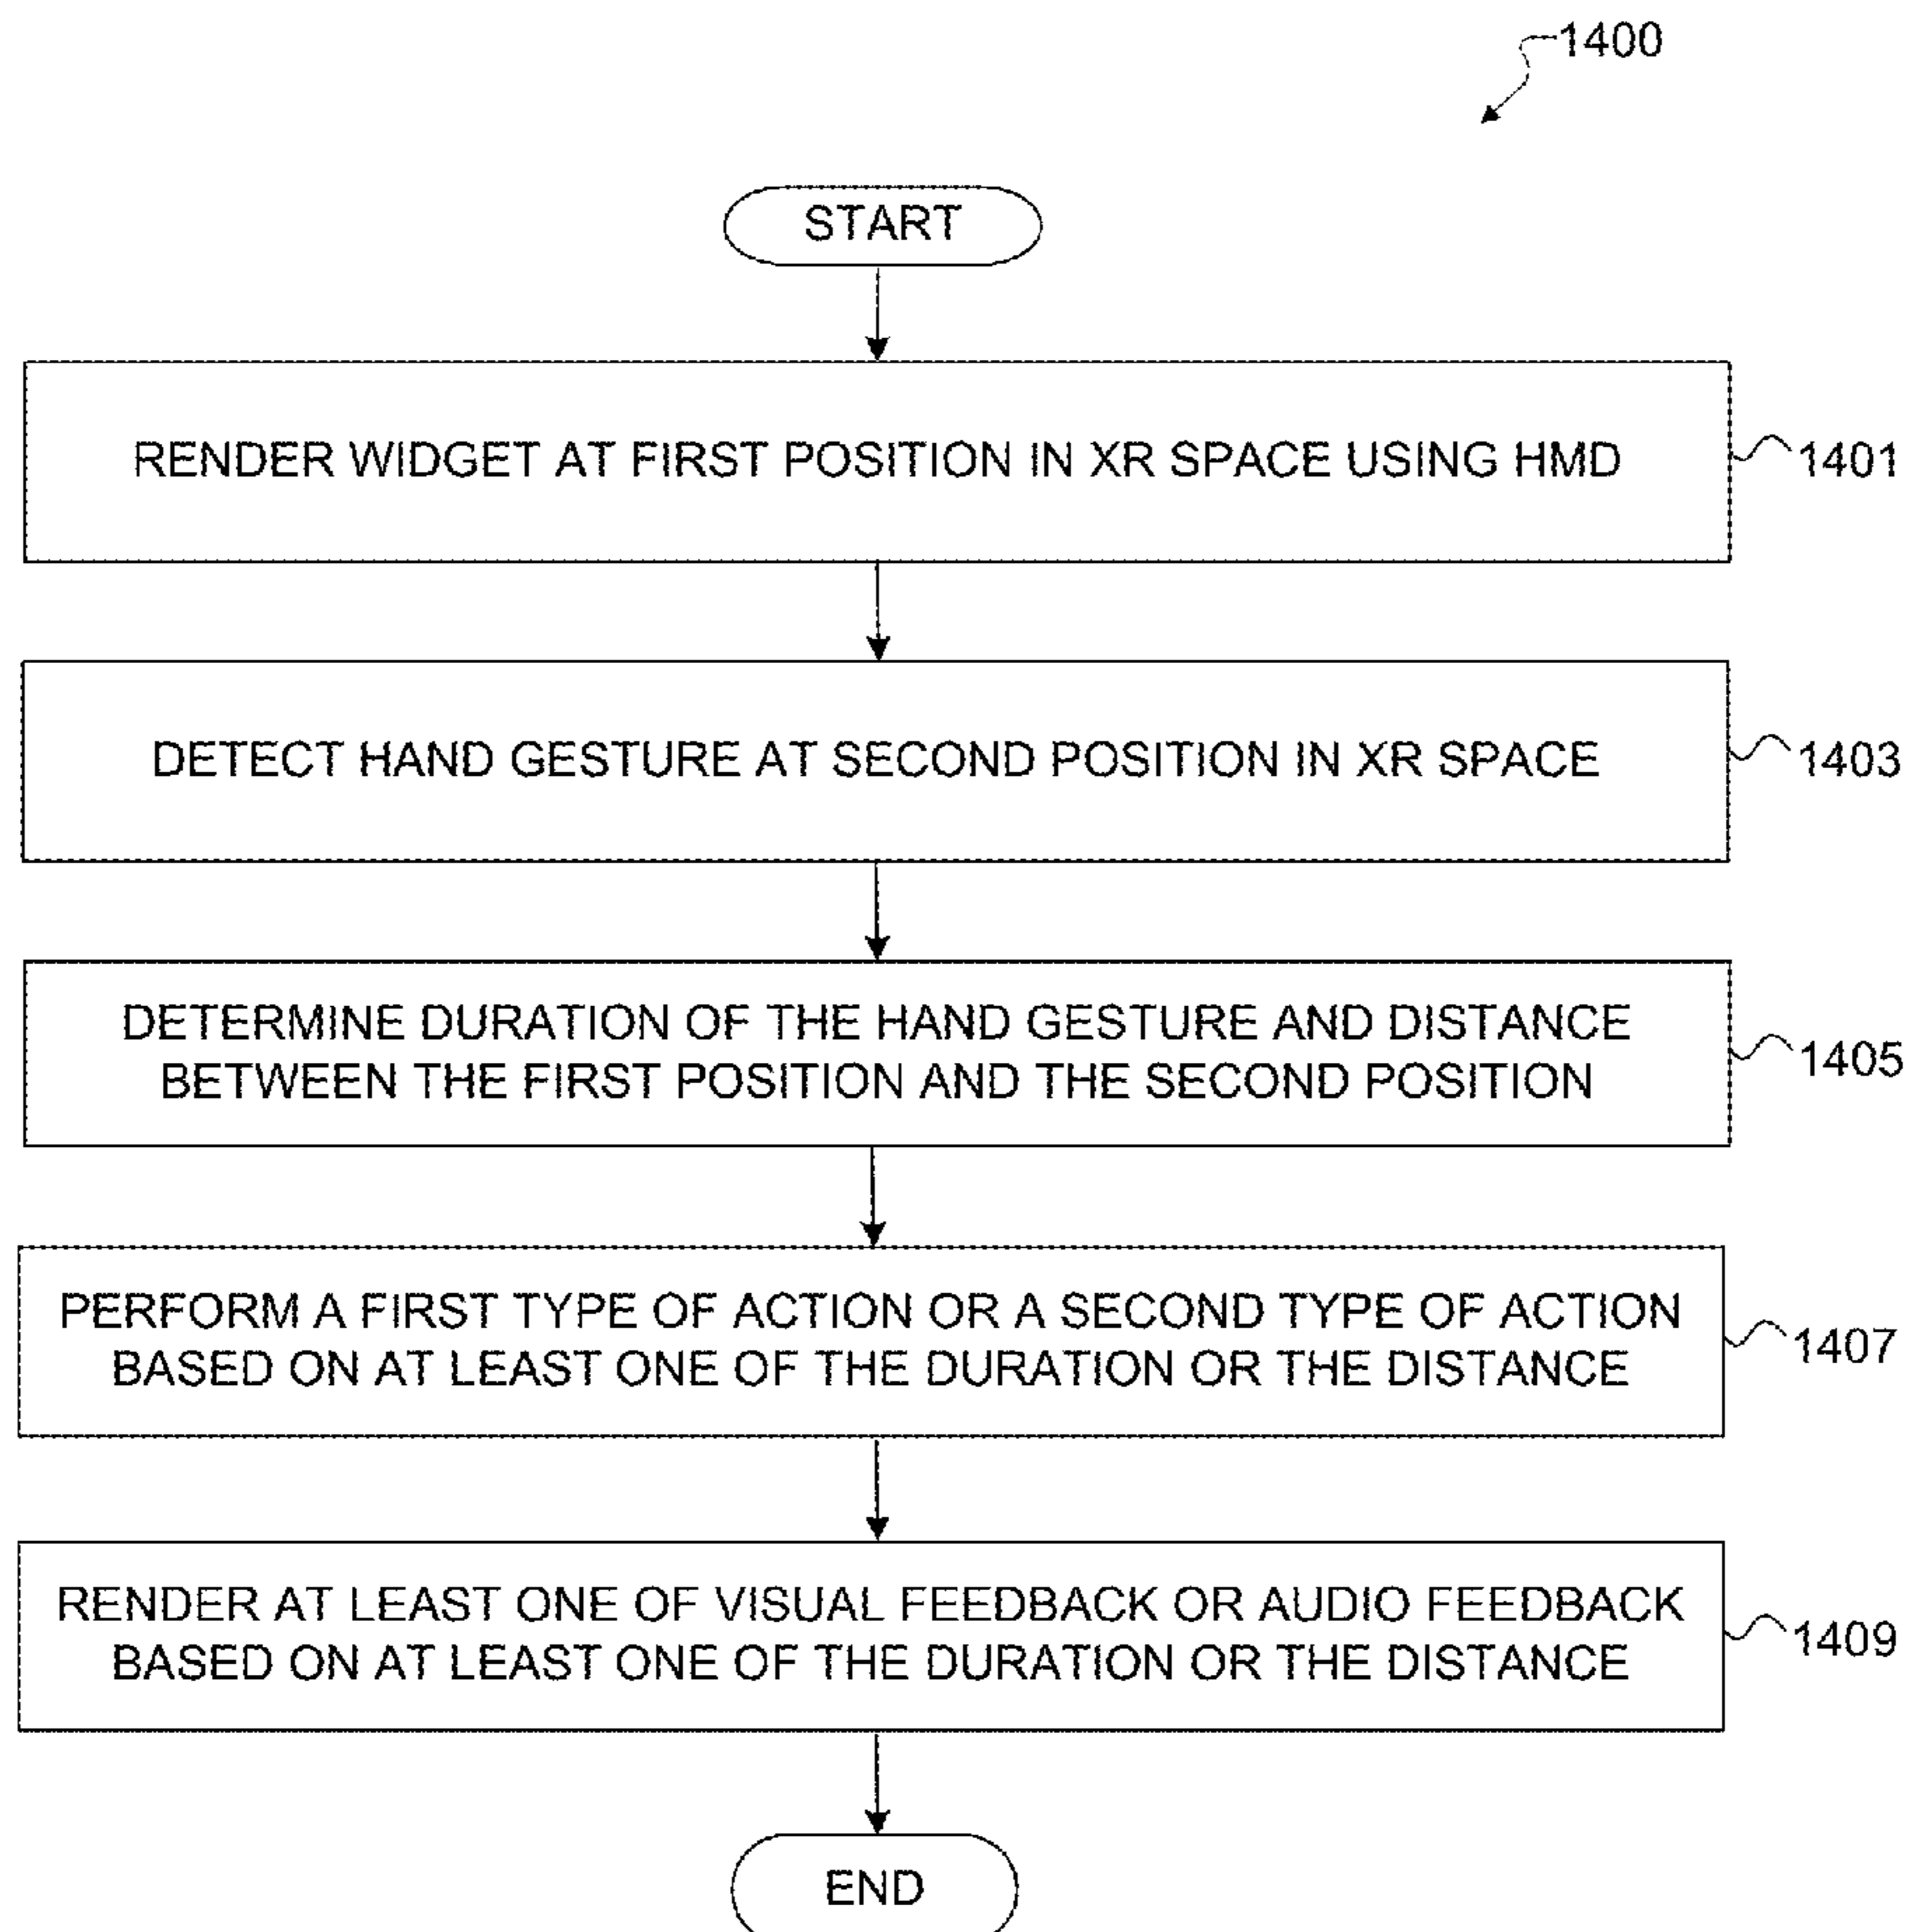 1400
START
RENDER WIDGET AT FIRST POSITION IN XR SPACE USING HMD
1401
DETECT HAND GESTURE AT SECOND POSITION IN XR SPACE
1403
DETERMINE DURATION OF THE HAND GESTURE AND DISTANCE
BETWEEN THE FIRST POSITION AND THE SECOND POSITION
1405
PERFORM A FIRST TYPE OF ACTION OR A SECOND TYPE OF ACTION
BASED ON AT LEAST ONE OF THE DURATION OR THE DISTANCE
1407
RENDER AT LEAST ONE OF VISUAL FEEDBACK OR AUDIO FEEDBACK
BASED ON AT LEAST ONE OF THE DURATION OR THE DISTANCE
1409
END